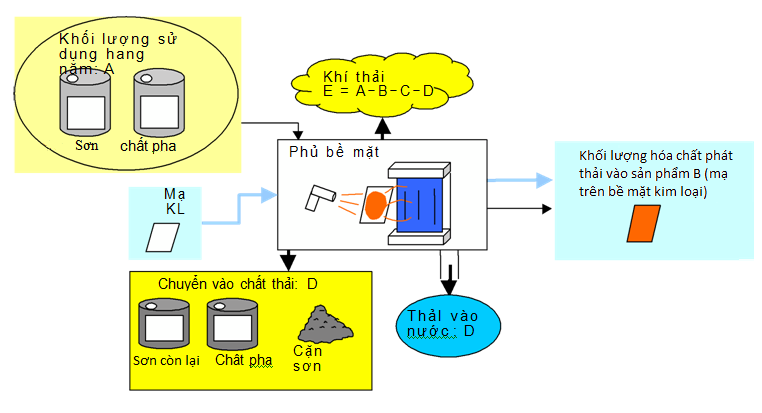 Khối lượng sử
dụng hang
năm: A
Sơn
chất pha
Khí thải
E = A-B-C-D
Phủ bề mặt
Mạ
KL
Khối lượng hóa chất phát
thải vào sản phẩm B (mạ
trên bề mặt kim loại)
Chuyển vào chất thải: D
Sơn còn lại
Chât pha
Cặn
sơn
Thảl vào
nước: D